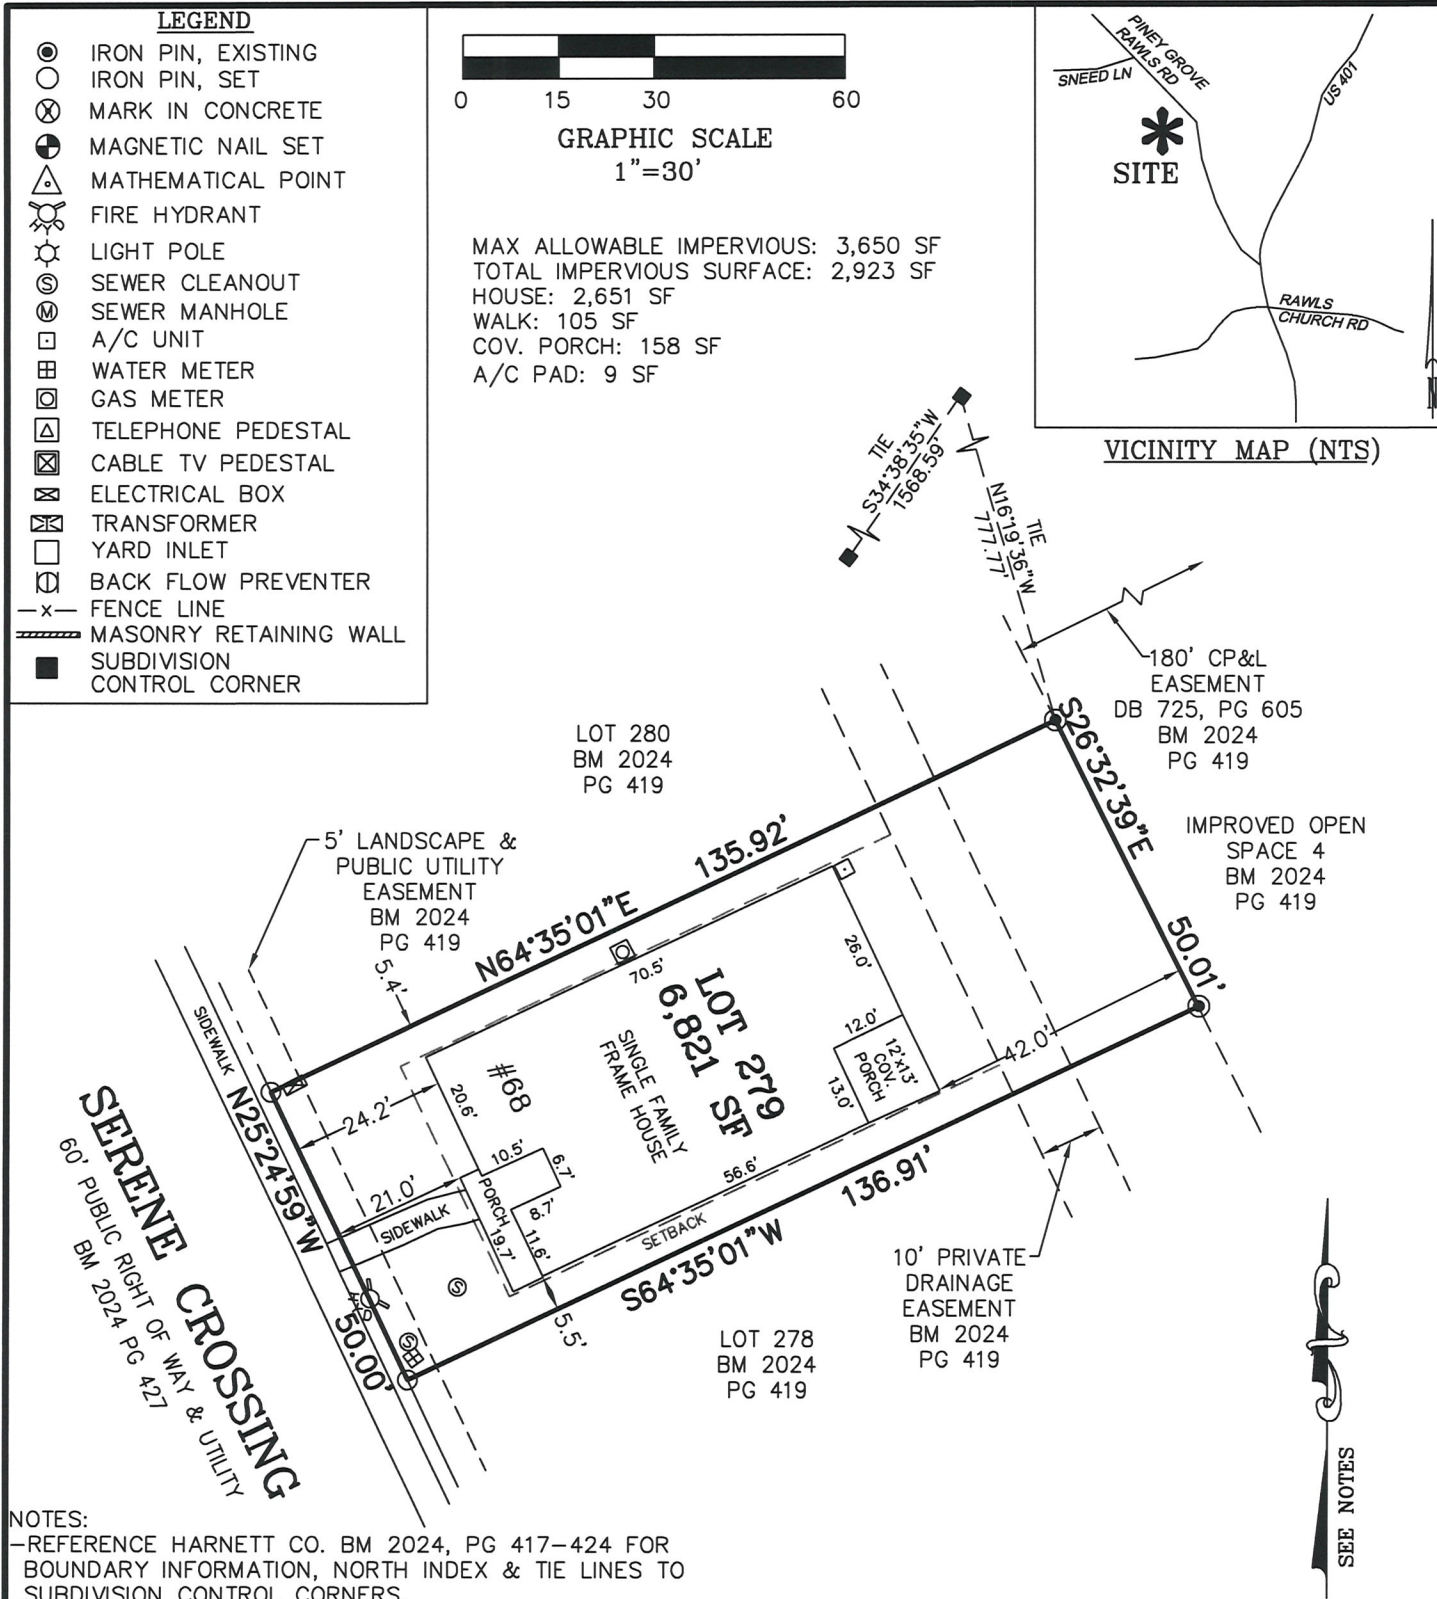 LEGEND
IRON PIN, EXISTING
IRON PIN, SET
MARK IN CONCRETE
MAGNETIC NAIL SET
MATHEMATICAL POINT
FIRE HYDRANT
LIGHT POLE
S SEWER CLEANOUT
M SEWER MANHOLE
A/C UNIT
WATER METER
GAS METER
TELEPHONE PEDESTAL
CABLE TV PEDESTAL
ELECTRICAL BOX
TRANSFORMER
YARD INLET
BACK FLOW PREVENTER
—x— FENCE LINE
MASONRY RETAINING WALL
SUBDIVISION
CONTROL CORNER
0 15 30 60
GRAPHIC SCALE
1"=30'
MAX ALLOWABLE IMPERVIOUS: 3,650 SF
TOTAL IMPERVIOUS SURFACE: 2,923 SF
HOUSE: 2,651 SF
WALK: 105 SF
COV. PORCH: 158 SF
A/C PAD: 9 SF
PINEY GROVE
RAWLS RD
SNEED LN
US 401
SITE
RAWLS
CHURCH RD
N
VICINITY MAP (NTS)
TIE
S34°38'35"W
1568.59'
TIE
N16°19'36"W
777.77'
180' CP&L
EASEMENT
DB 725, PG 605
BM 2024
PG 419
LOT 280
BM 2024
PG 419
S26°32'39"E
50.01'
IMPROVED OPEN
SPACE 4
BM 2024
PG 419
5' LANDSCAPE &
PUBLIC UTILITY
EASEMENT
BM 2024
PG 419
N64°35'01"E
135.92'
5.4'
70.5'
26.0'
LOT 279
6,821 SF
SINGLE FAMILY
FRAME HOUSE
#68
12.0'
12'x13'
COV.
PORCH
13.0'
42.0'
SIDEWALK
N25°24'59"W
50.00'
24.2'
20.6'
10.5'
6.7'
8.7'
11.6'
PORCH
19.7'
21.0'
SIDEWALK
S
S
56.6'
SETBACK
S64°35'01"W
136.91'
5.5'
SERENE CROSSING
60' PUBLIC RIGHT OF WAY & UTILITY
BM 2024 PG 427
LOT 278
BM 2024
PG 419
10' PRIVATE
DRAINAGE
EASEMENT
BM 2024
PG 419
SEE NOTES
NOTES:
-REFERENCE HARNETT CO. BM 2024, PG 417-424 FOR
BOUNDARY INFORMATION, NORTH INDEX & TIE LINES TO
SUBDIVISION CONTROL CORNERS